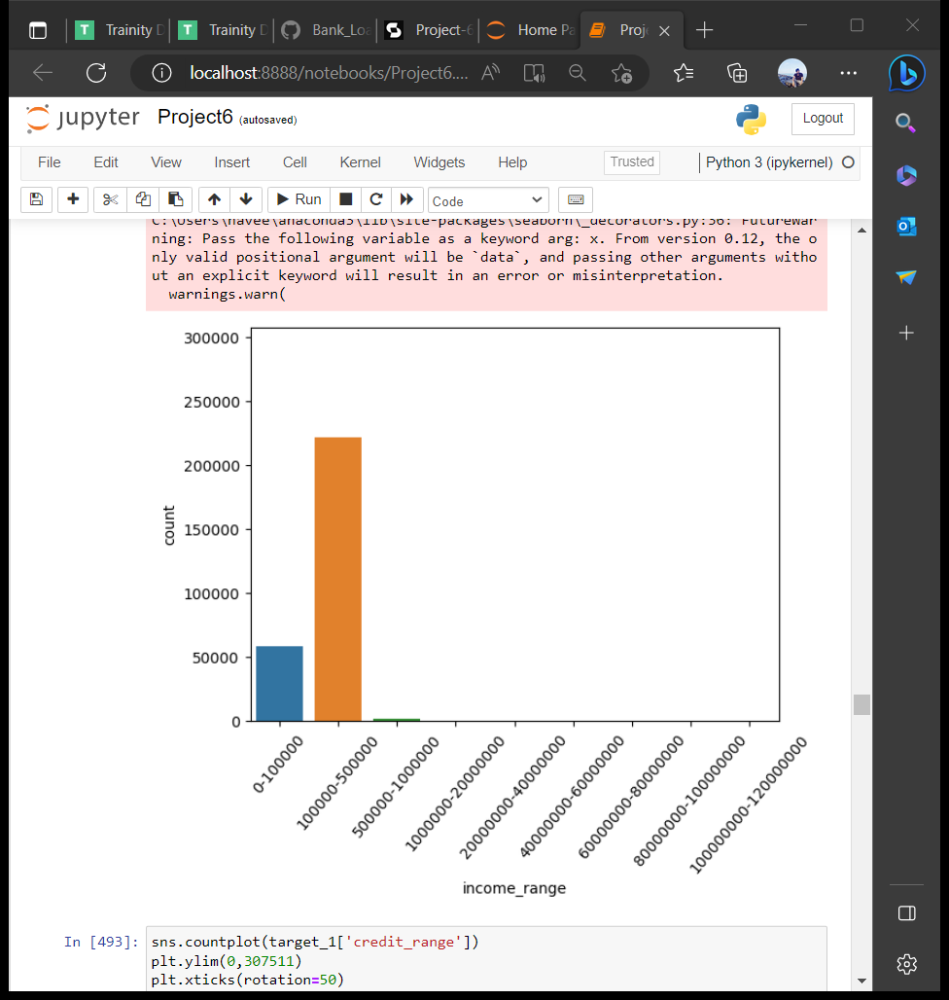 Trainity D
Trainity D
Bank_Loa
Project-6
Home Pa
Proj
localhost:8888/notebooks/Project6....
jupyter Project6 (autosaved)
Logout
File Edit View Insert Cell Kernel Widgets Help Trusted Python 3 (ipykernel)
Run Code
C:\Users\navee\anaconda3\lib\site-packages\seaborn\_decorators.py:36: FutureWar
ning: Pass the following variable as a keyword arg: x. From version 0.12, the o
nly valid positional argument will be `data`, and passing other arguments witho
ut an explicit keyword will result in an error or misinterpretation.
warnings.warn(
300000
250000
200000
150000
100000
50000
0
count
0-100000
100000-500000
500000-1000000
1000000-20000000
20000000-40000000
40000000-60000000
60000000-80000000
80000000-100000000
100000000-120000000
income_range
In [493]: sns.countplot(target_1['credit_range'])
plt.ylim(0,307511)
plt.xticks(rotation=50)